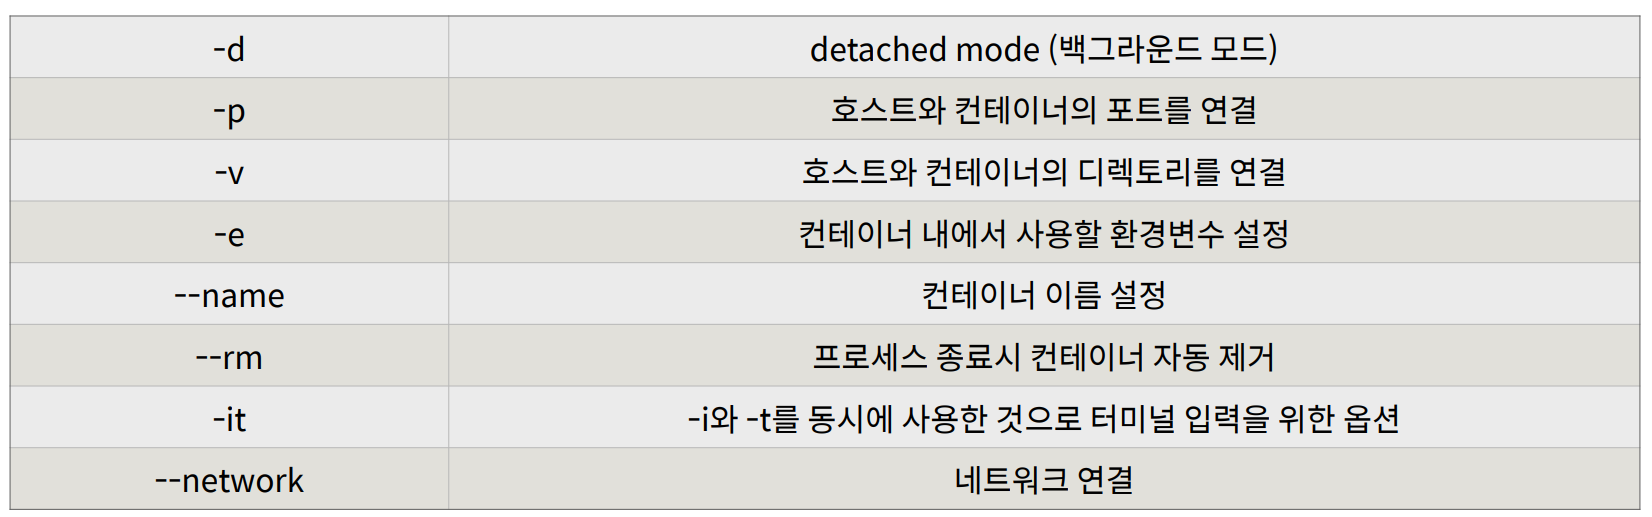 -d detached mode (백그라운드 모드)
-p 호스트와 컨테이너의 포트를 연결
-v 호스트와 컨테이너의 디렉토리를 연결
-e 컨테이너 내에서 사용할 환경변수 설정
--name 컨테이너 이름 설정
--rm 프로세스 종료시 컨테이너 자동 제거
-it -i와 -t를 동시에 사용한 것으로 터미널 입력을 위한 옵션
--network 네트워크 연결